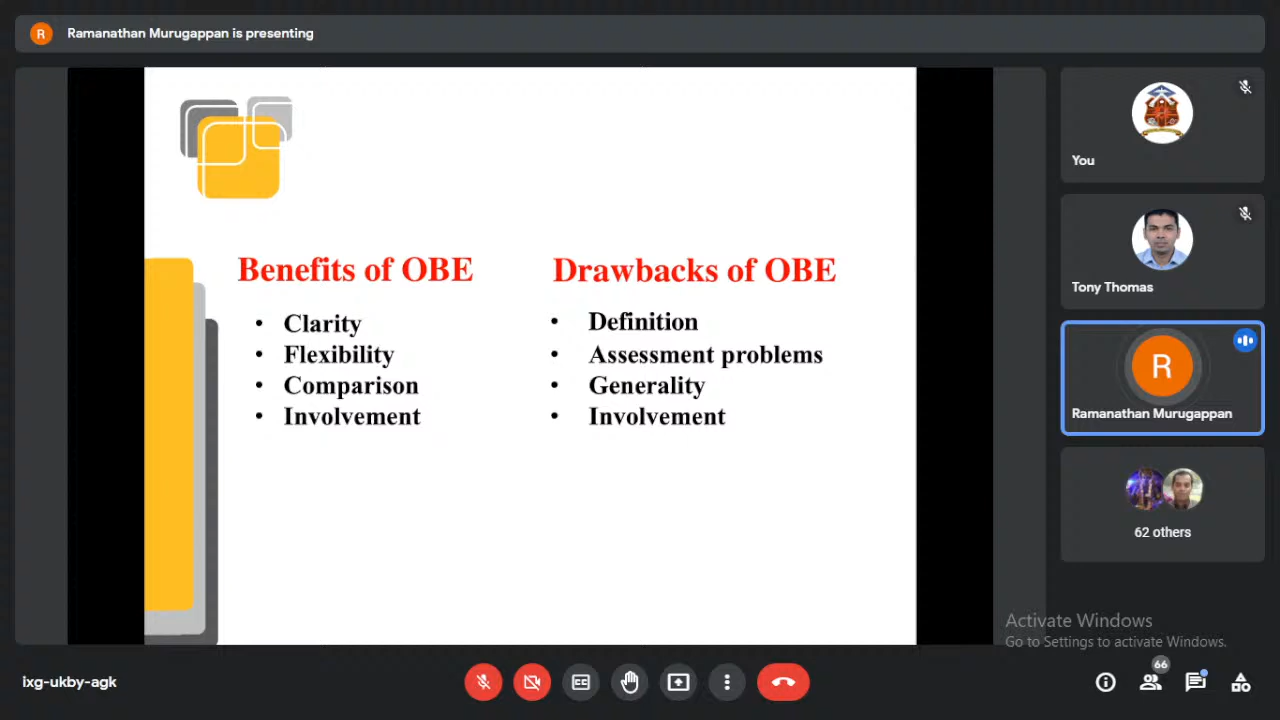 R Ramanathan Murugappan is presenting
Benefits of OBE
• Clarity
• Flexibility
• Comparison
• Involvement
Drawbacks of OBE
• Definition
• Assessment problems
• Generality
• Involvement
You
Tony Thomas
R
Ramanathan Murugappan
62 others
Activate Windows
Go to Settings to activate Windows.
ixg-ukby-agk
CC
66